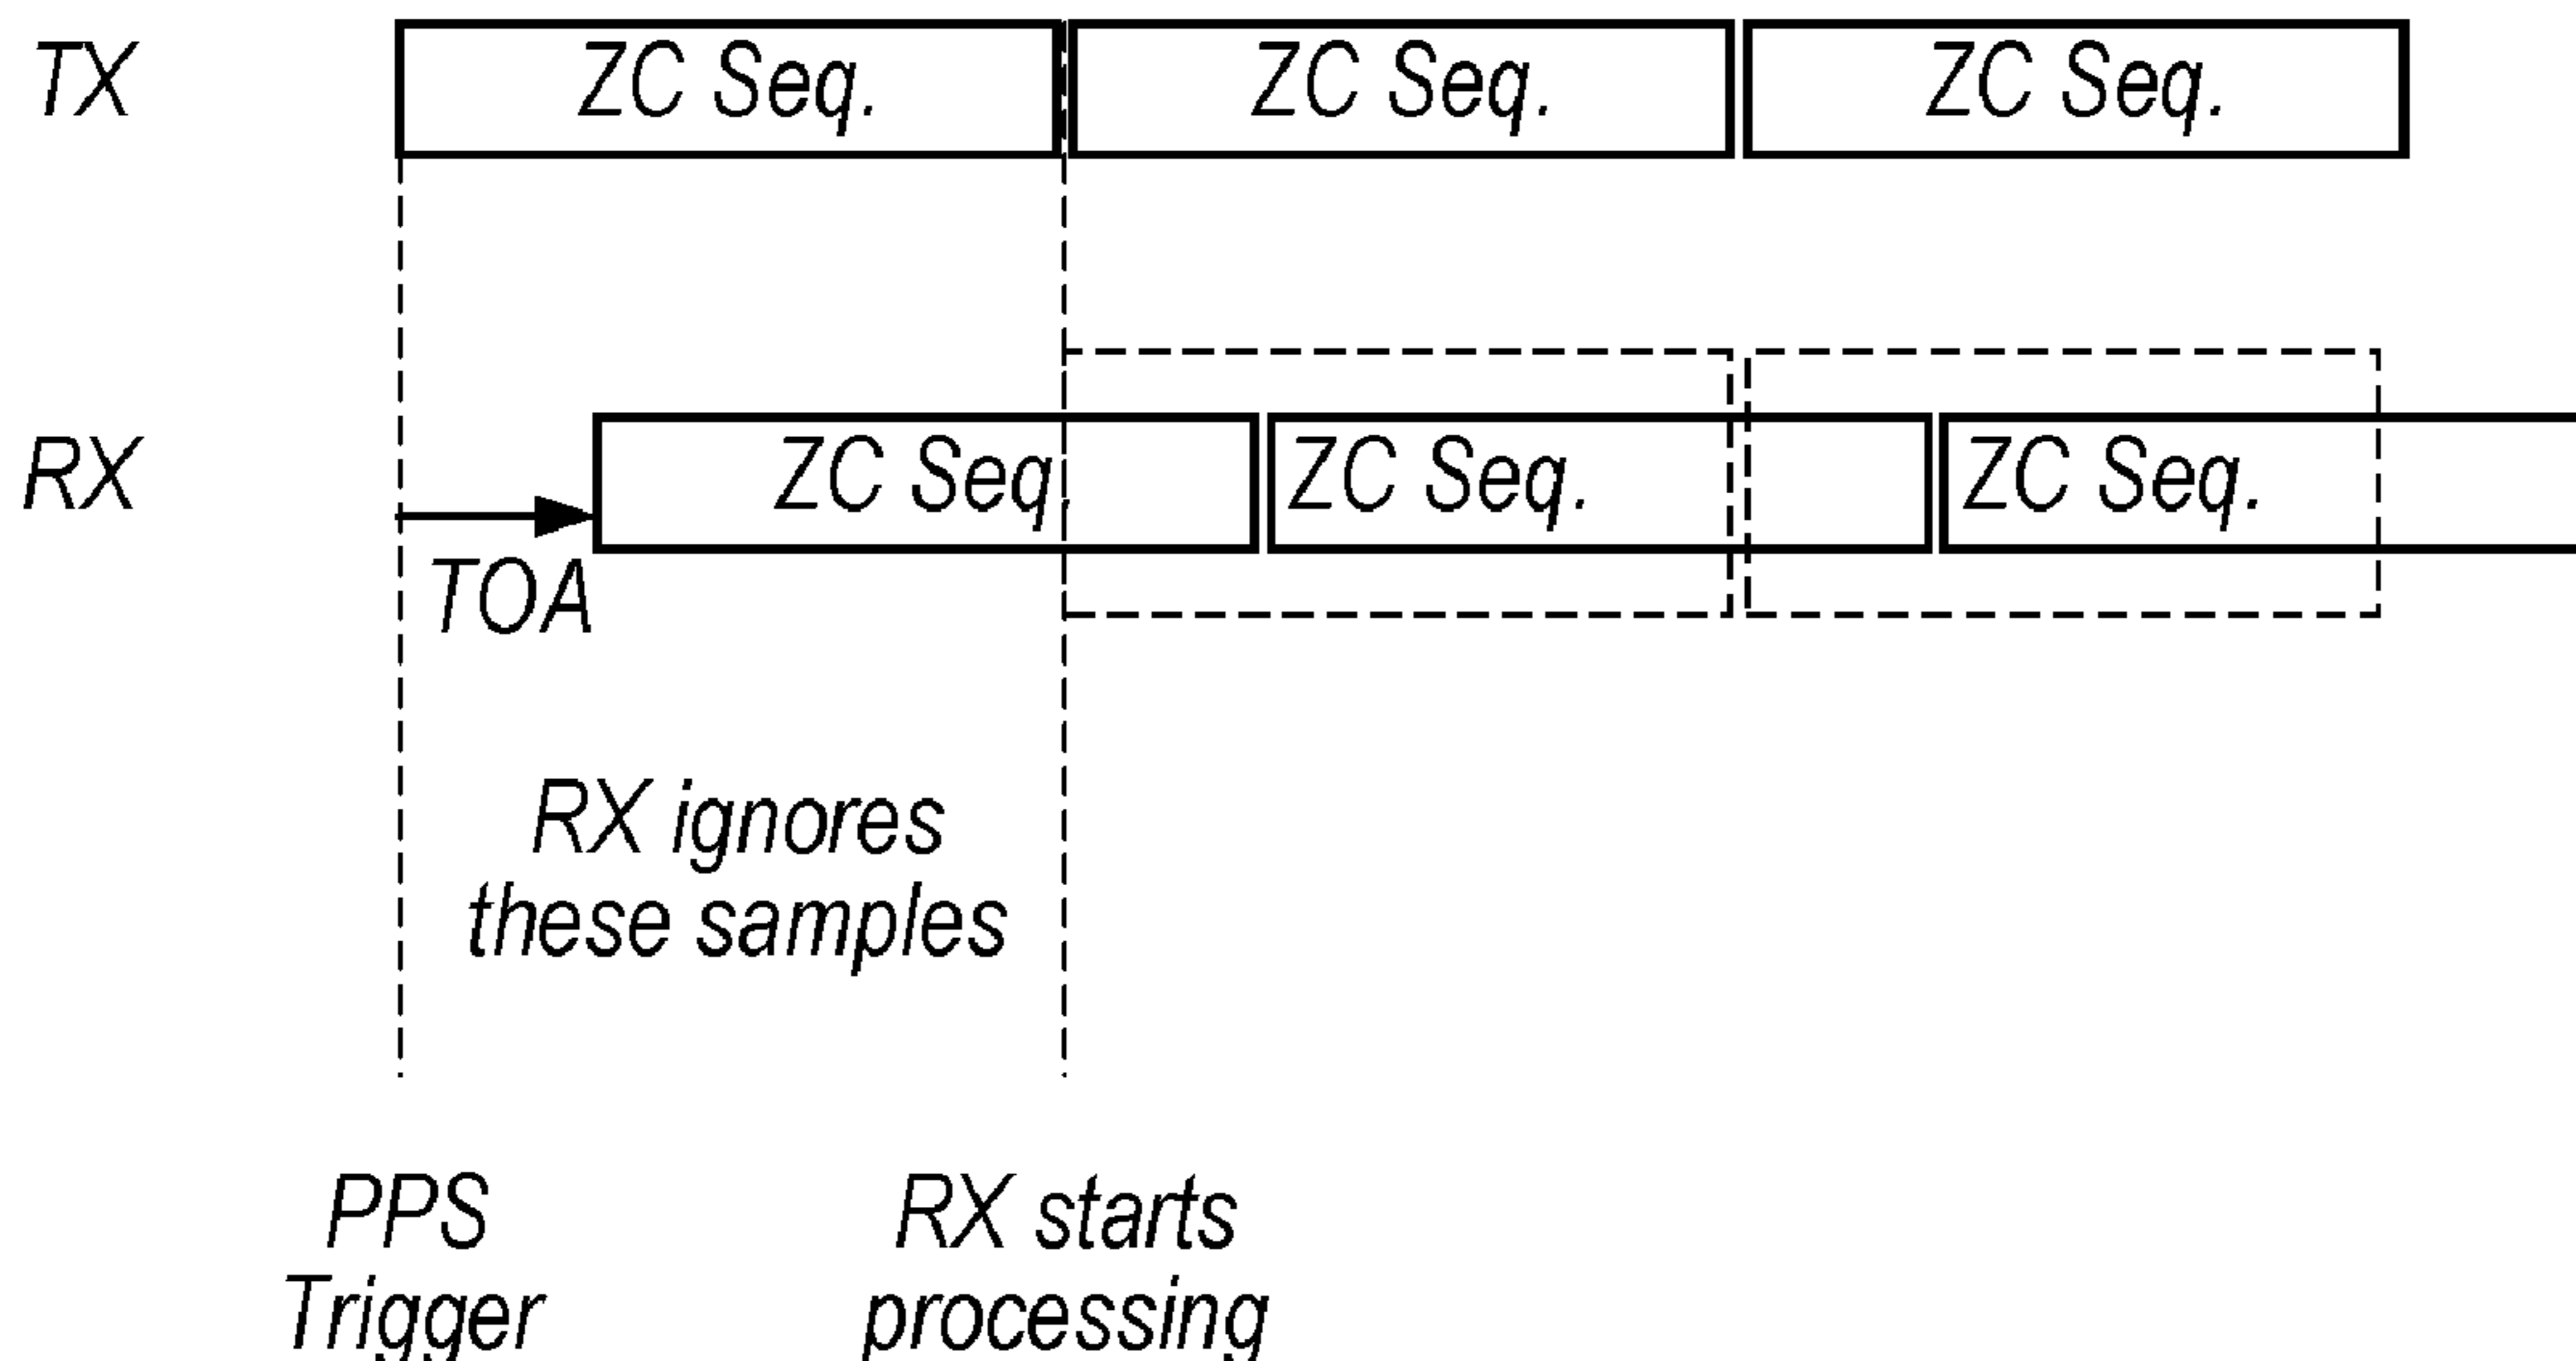 TX ZC Seq. ZC Seq. ZC Seq.
RX ZC Seq. ZC Seq. ZC Seq.
TOA
RX ignores
these samples
PPS
Trigger
RX starts
processing